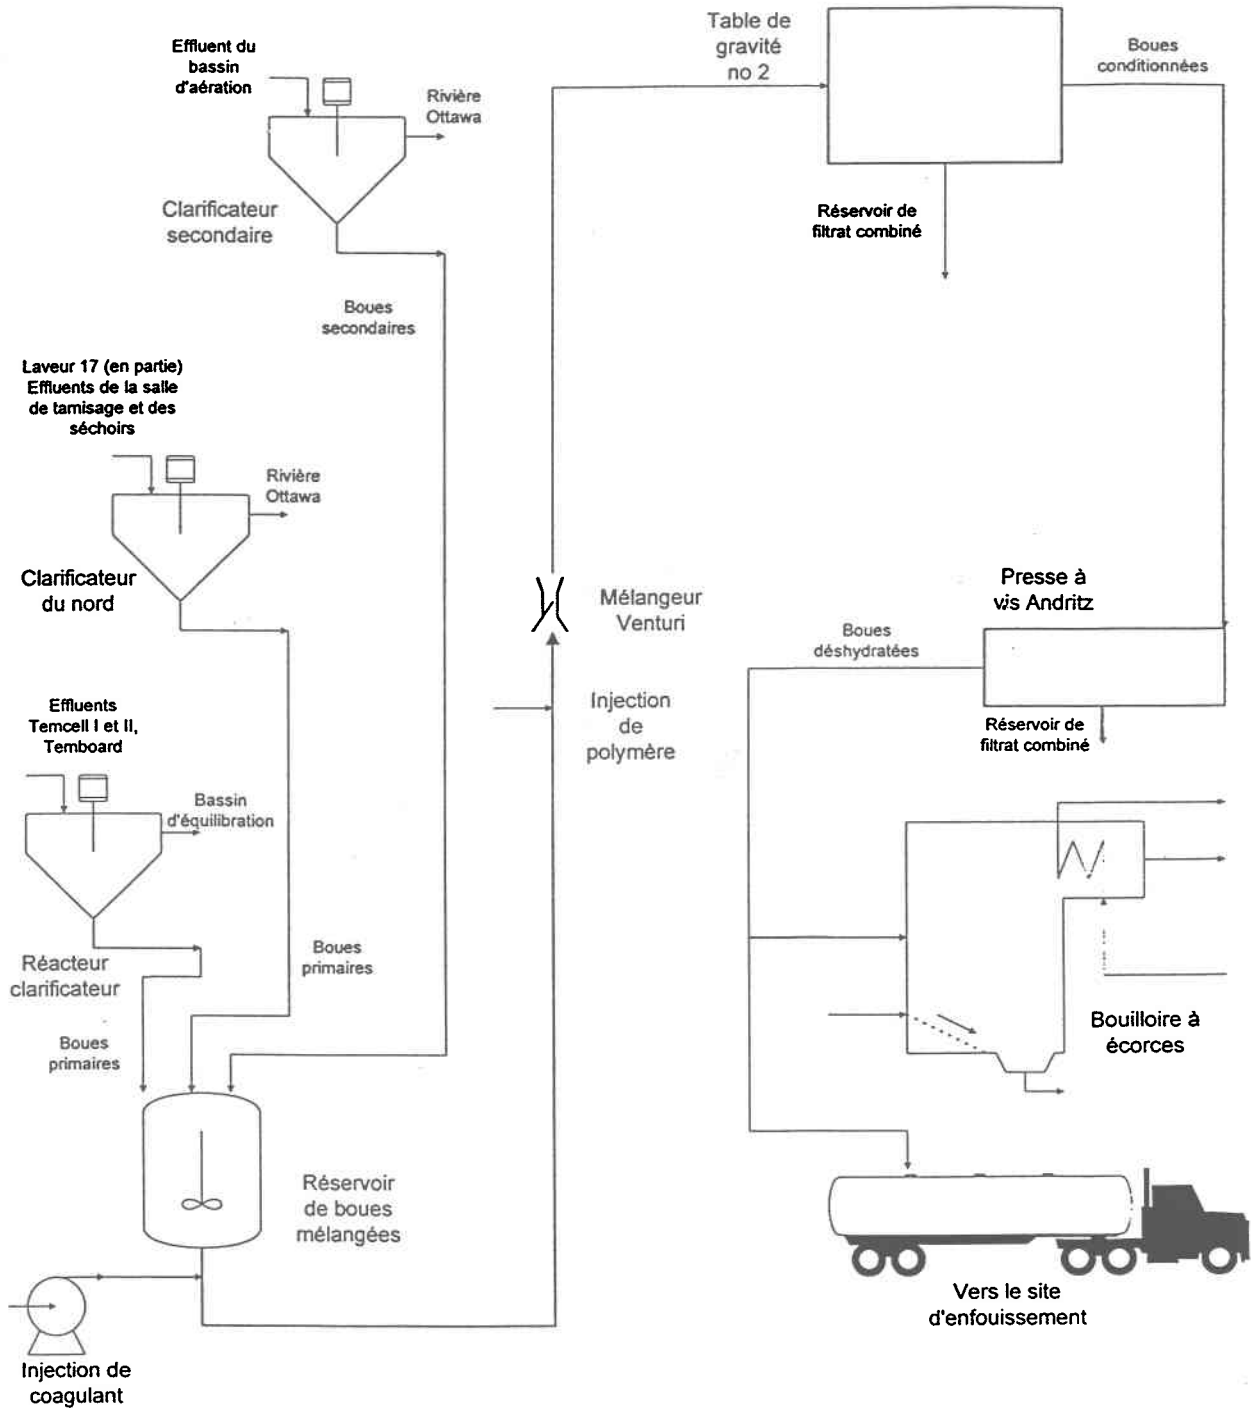 Effluent du
bassin
d'aération
Rivière
Ottawa
Clarificateur
secondaire
Boues
secondaires
Table de
gravité
no 2
Boues
conditionnées
Réservoir de
filtrat combiné
Laveur 17 (en partie)
Effluents de la salle
de tamisage et des
séchoirs
Rivière
Ottawa
Clarificateur
du nord
Mélangeur
Venturi
Presse à
vis Andritz
Boues
déshydratées
Injection
de
polymère
Réservoir de
filtrat combiné
Effluents
Temcell I et II,
Temboard
Bassin
d'équilibration
Réacteur
clarificateur
Boues
primaires
Boues
primaires
Bouilloire à
écorces
Réservoir
de boues
mélangées
Vers le site
d'enfouissement
Injection de
coagulant